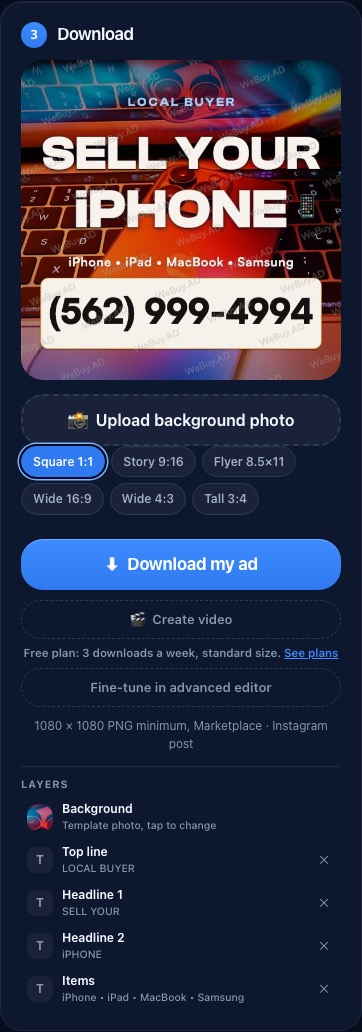 3 Download
LOCAL BUYER
SELL YOUR
iPHONE
iPhone • iPad • MacBook • Samsung
(562) 999-4994
WeBuy.AD
Upload background photo
Square 1:1
Story 9:16
Flyer 8.5×11
Wide 16:9
Wide 4:3
Tall 3:4
Download my ad
Create video
Free plan: 3 downloads a week, standard size. See plans
Fine-tune in advanced editor
1080 × 1080 PNG minimum, Marketplace · Instagram
post
LAYERS
Background
Template photo, tap to change
T Top line
LOCAL BUYER
T Headline 1
SELL YOUR
T Headline 2
iPHONE
T Items
iPhone • iPad • MacBook • Samsung